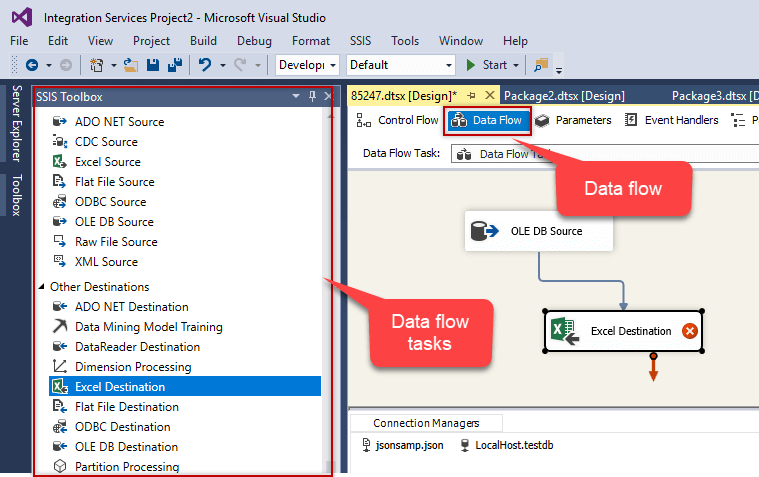 Integration Services Project2 - Microsoft Visual Studio
File Edit View Project Build Debug Format SSIS Tools Window Help
Developi Default Start
Server Explorer
Toolbox
SSIS Toolbox
ADO NET Source
CDC Source
Excel Source
Flat File Source
ODBC Source
OLE DB Source
Raw File Source
XML Source
Other Destinations
ADO NET Destination
Data Mining Model Training
DataReader Destination
Dimension Processing
Excel Destination
Flat File Destination
ODBC Destination
OLE DB Destination
Partition Processing
Data flow
tasks
85247.dtsx [Design]* Package2.dtsx [Design] Package3.dtsx [D
Control Flow Data Flow Parameters Event Handlers P
Data Flow Task: Data Flow Ta
Data flow
OLE DB Source
Excel Destination
Connection Managers
jsonsamp.json LocalHost.testdb